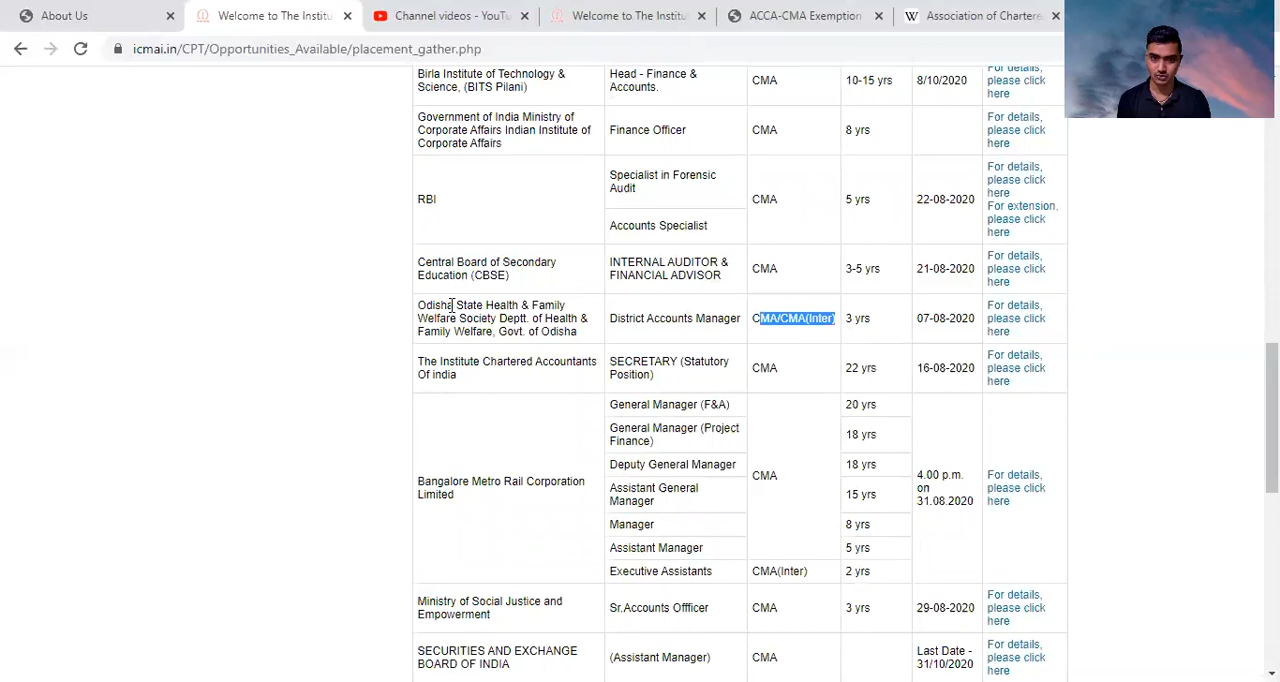 About Us
Welcome to The Institu
Channel videos - YouTu
Welcome to The Institu
ACCA-CMA Exemption
Association of Chartere
icmai.in/CPT/Opportunities_Available/placement_gather.php
Birla Institute of Technology &
Science, (BITS Pilani)
Head - Finance &
Accounts.
CMA
10-15 yrs
8/10/2020
For details,
please click
here
Government of India Ministry of
Corporate Affairs Indian Institute of
Corporate Affairs
Finance Officer
CMA
8 yrs
For details,
please click
here
RBI
Specialist in Forensic
Audit
Accounts Specialist
CMA
5 yrs
22-08-2020
For details,
please click
here
For extension,
please click
here
Central Board of Secondary
Education (CBSE)
INTERNAL AUDITOR &
FINANCIAL ADVISOR
CMA
3-5 yrs
21-08-2020
For details,
please click
here
Odisha State Health & Family
Welfare Society Deptt. of Health &
Family Welfare, Govt. of Odisha
District Accounts Manager
CMA/CMA(Inter)
3 yrs
07-08-2020
For details,
please click
here
The Institute Chartered Accountants
Of india
SECRETARY (Statutory
Position)
CMA
22 yrs
16-08-2020
For details,
please click
here
Bangalore Metro Rail Corporation
Limited
General Manager (F&A)
20 yrs
General Manager (Project
Finance)
18 yrs
Deputy General Manager
18 yrs
Assistant General
Manager
15 yrs
Manager
8 yrs
Assistant Manager
5 yrs
CMA
Executive Assistants
CMA(Inter)
2 yrs
4.00 p.m.
on
31.08.2020
For details,
please click
here
Ministry of Social Justice and
Empowerment
Sr.Accounts Offficer
CMA
3 yrs
29-08-2020
For details,
please click
here
SECURITIES AND EXCHANGE
BOARD OF INDIA
(Assistant Manager)
CMA
Last Date -
31/10/2020
For details,
please click
here